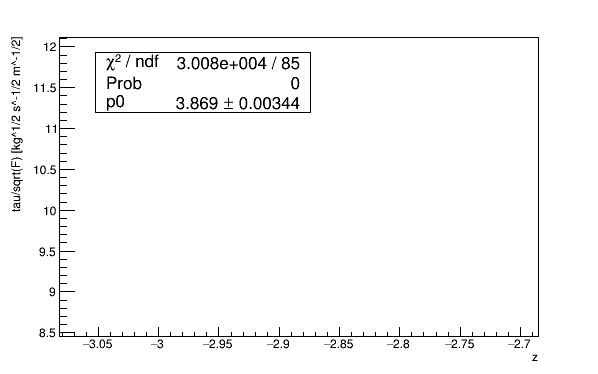 tau/sqrt(F) [kg^1/2 s^-1/2 m^-1/2]
12
11.5
11
10.5
10
9.5
9
8.5
χ² / ndf 3.008e+004 / 85
Prob 0
p0 3.869 ± 0.00344
−3.05 −3 −2.95 −2.9 −2.85 −2.8 −2.75 −2.7
z